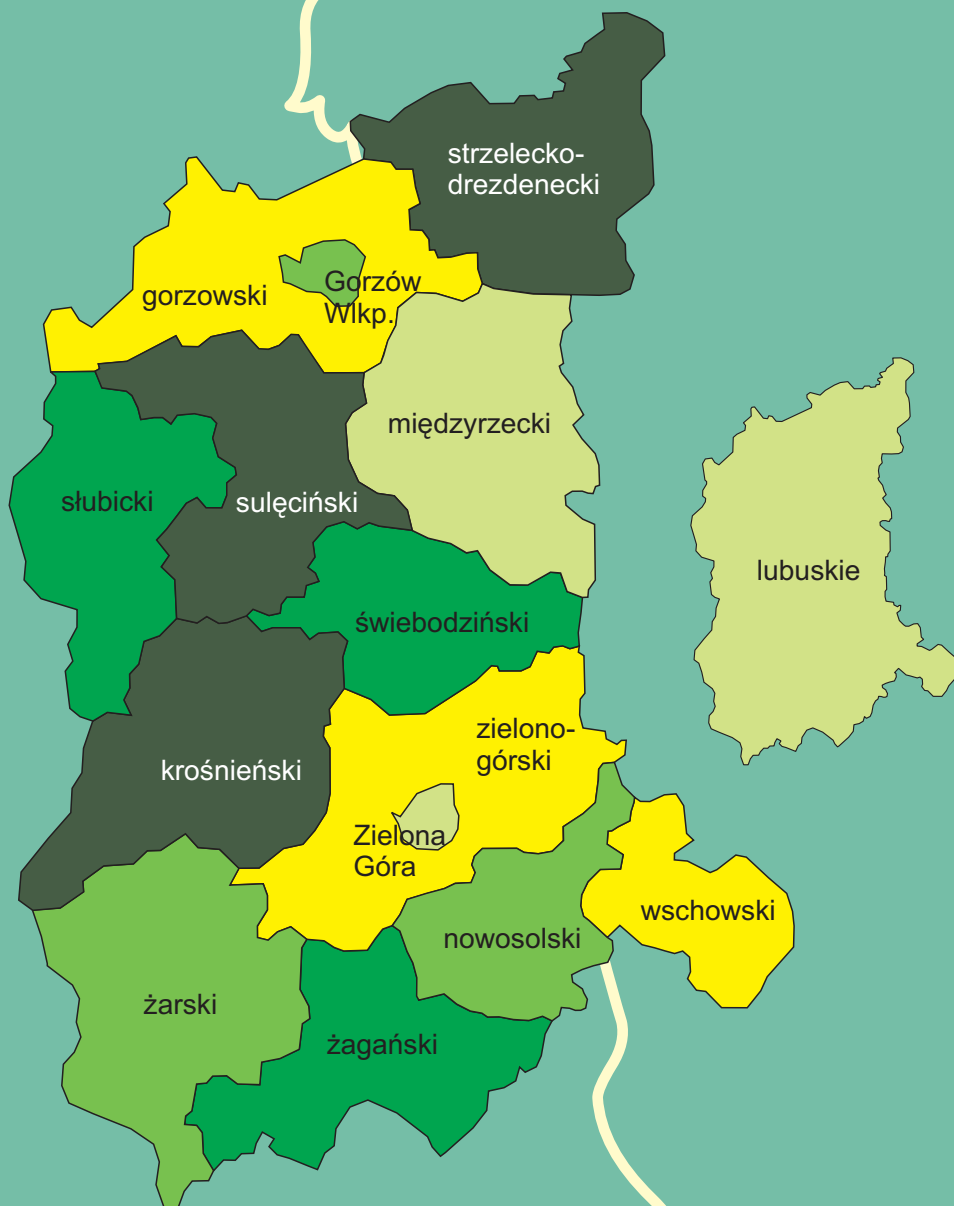 strzelecko-
drezdenecki
gorzowski
Gorzów
Wlkp.
międzyrzecki
słubicki
sulęciński
lubuskie
świebodziński
zielono-
górski
krośnieński
Zielona
Góra
wschowski
nowosolski
żarski
żagański